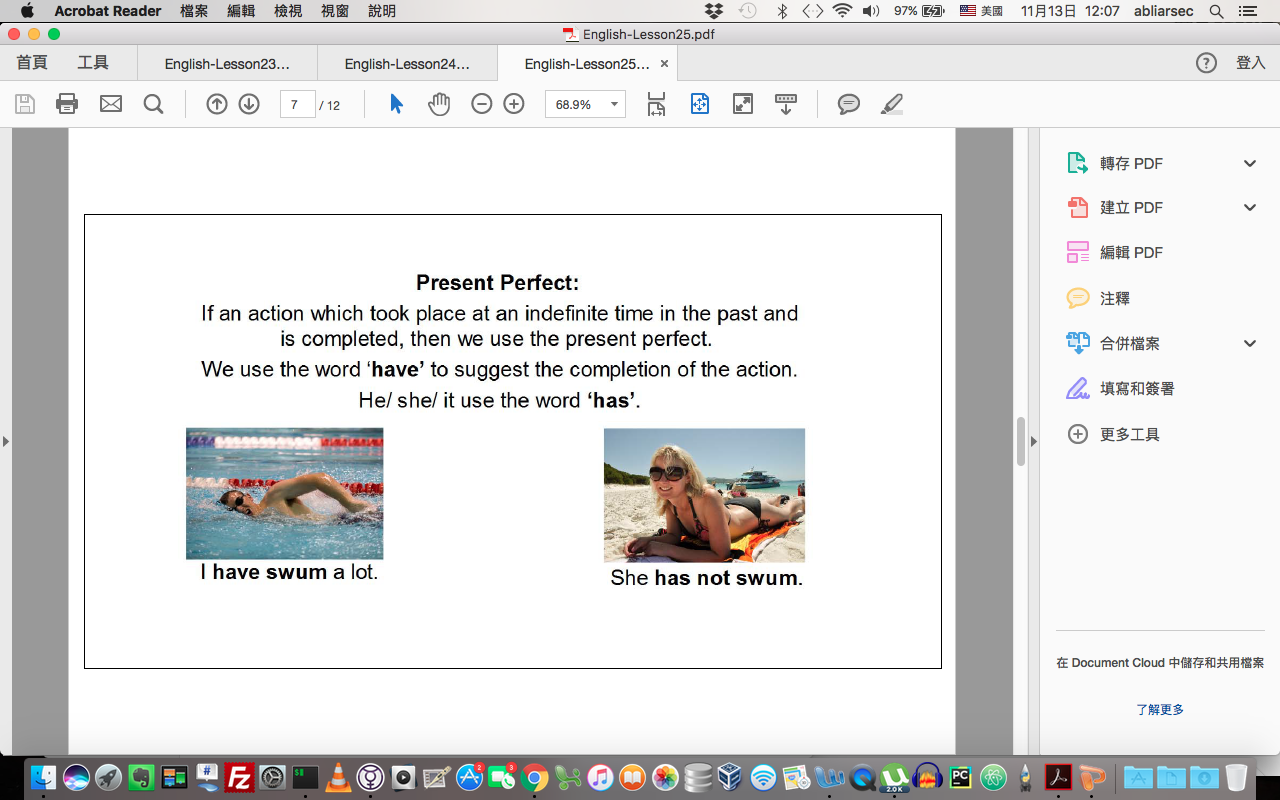 Acrobat Reader 檔案 編輯 檢視 視窗 說明 97% 美國 11月13日 12:07 abliarsec
English-Lesson25.pdf
首頁 工具 English-Lesson23... English-Lesson24... English-Lesson25... × ? 登入
7 / 12 68.9%
Present Perfect:
If an action which took place at an indefinite time in the past and
is completed, then we use the present perfect.
We use the word ‘have’ to suggest the completion of the action.
He/ she/ it use the word ‘has’.
I have swum a lot.
She has not swum.
轉存 PDF
建立 PDF
編輯 PDF
注釋
合併檔案
填寫和簽署
更多工具
在 Document Cloud 中儲存和共用檔案
了解更多
# Fz $$ 2 3 2.0 K PC